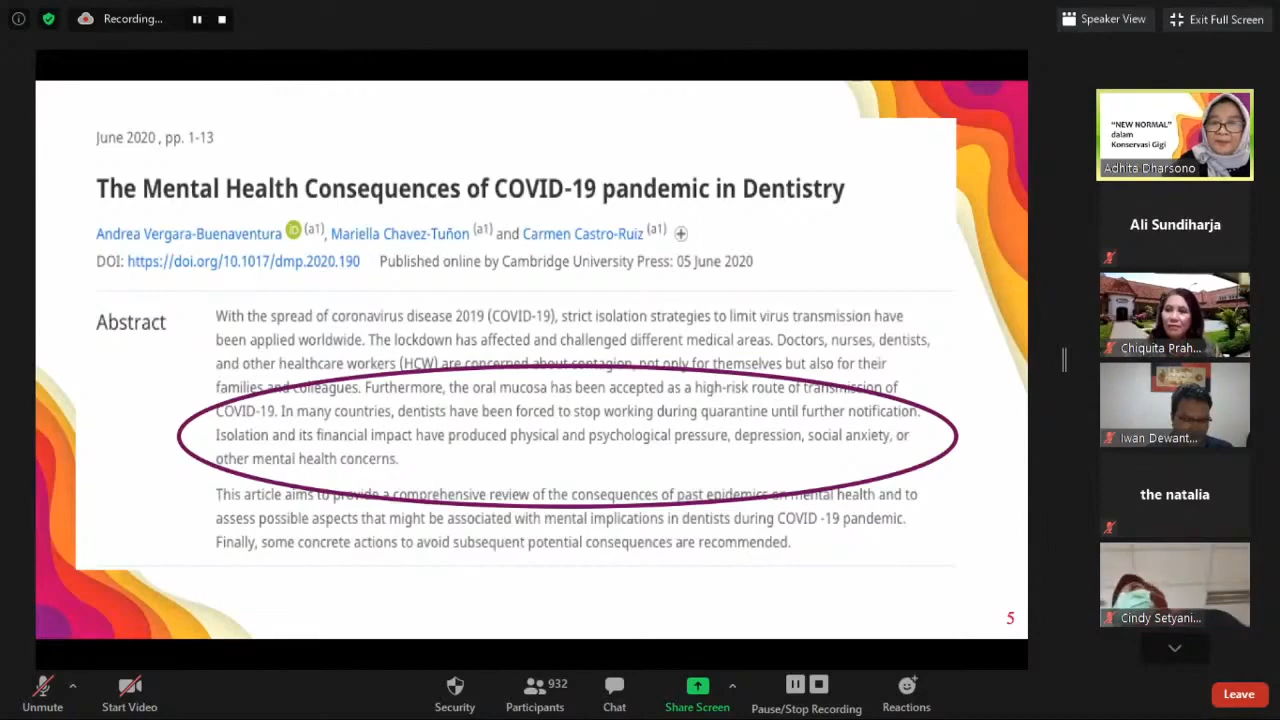 Recording...
Speaker View
Exit Full Screen
June 2020 , pp. 1-13
The Mental Health Consequences of COVID-19 pandemic in Dentistry
Andrea Vergara-Buenaventura iD (a1), Mariella Chavez-Tuñon (a1) and Carmen Castro-Ruiz (a1)
DOI: https://doi.org/10.1017/dmp.2020.190 Published online by Cambridge University Press: 05 June 2020
Abstract
With the spread of coronavirus disease 2019 (COVID-19), strict isolation strategies to limit virus transmission have
been applied worldwide. The lockdown has affected and challenged different medical areas. Doctors, nurses, dentists,
and other healthcare workers (HCW) are concerned about contagion, not only for themselves but also for their
families and colleagues. Furthermore, the oral mucosa has been accepted as a high-risk route of transmission of
COVID-19. In many countries, dentists have been forced to stop working during quarantine until further notification.
Isolation and its financial impact have produced physical and psychological pressure, depression, social anxiety, or
other mental health concerns.
This article aims to provide a comprehensive review of the consequences of past epidemics on mental health and to
assess possible aspects that might be associated with mental implications in dentists during COVID -19 pandemic.
Finally, some concrete actions to avoid subsequent potential consequences are recommended.
5
"NEW NORMAL"
dalam
Konservasi Gigi
Adhita Dharsono
Ali Sundiharja
Chiquita Prah...
Iwan Dewant...
the natalia
Cindy Setyani...
Unmute
Start Video
Security
932
Participants
Chat
Share Screen
Pause/Stop Recording
Reactions
Leave